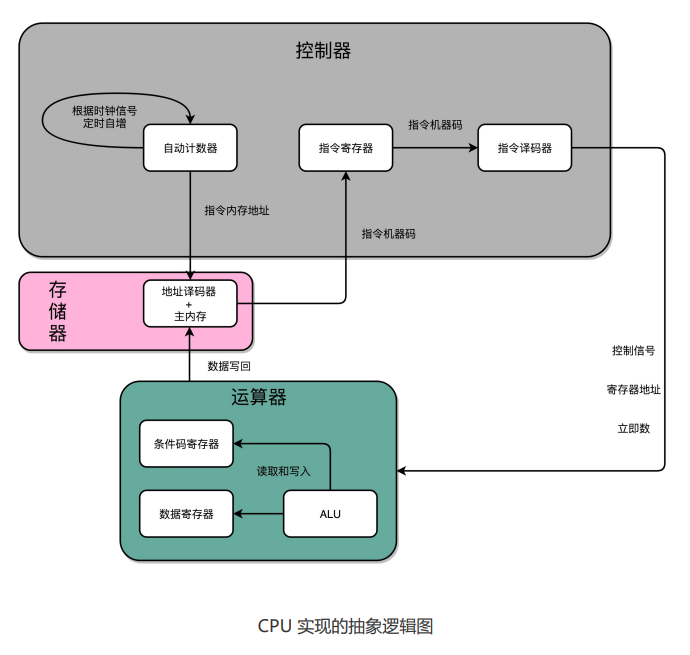 控制器
根据时钟信号
定时自增
自动计数器
指令寄存器
指令机器码
指令译码器
指令内存地址
指令机器码
存
储
器
地址译码器
+
主内存
数据写回
控制信号
寄存器地址
立即数
运算器
条件码寄存器
读取和写入
数据寄存器
ALU
CPU 实现的抽象逻辑图